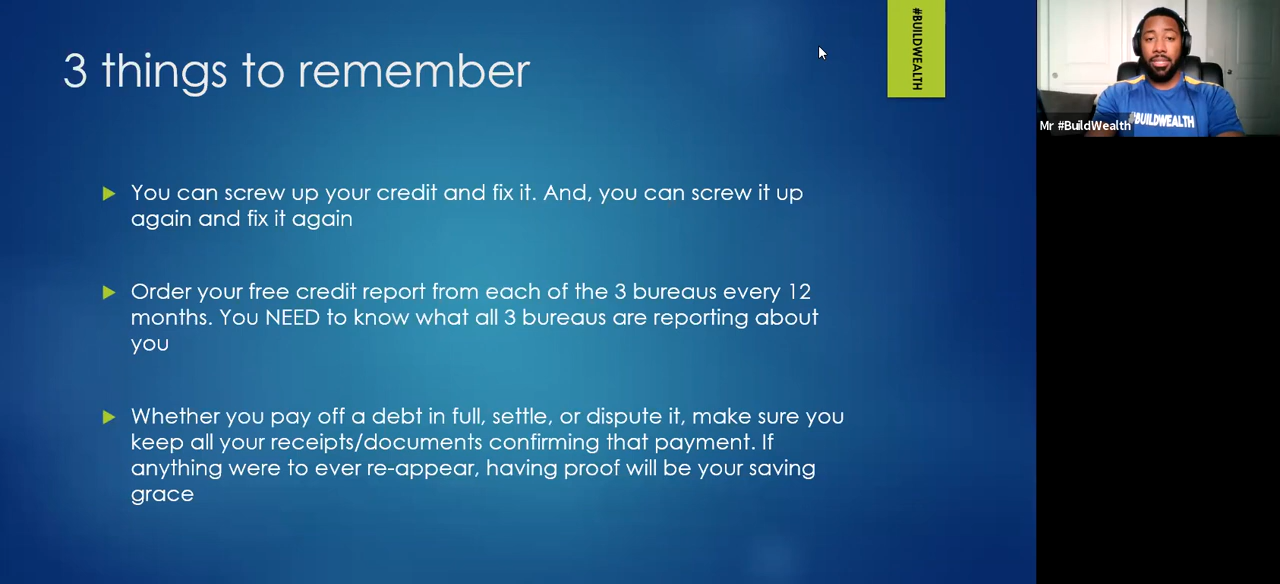 3 things to remember
#BUILDWEALTH
You can screw up your credit and fix it. And, you can screw it up
again and fix it again
Order your free credit report from each of the 3 bureaus every 12
months. You NEED to know what all 3 bureaus are reporting about
you
Whether you pay off a debt in full, settle, or dispute it, make sure you
keep all your receipts/documents confirming that payment. If
anything were to ever re-appear, having proof will be your saving
grace
#BUILDWEALTH
Mr #BuildWealth